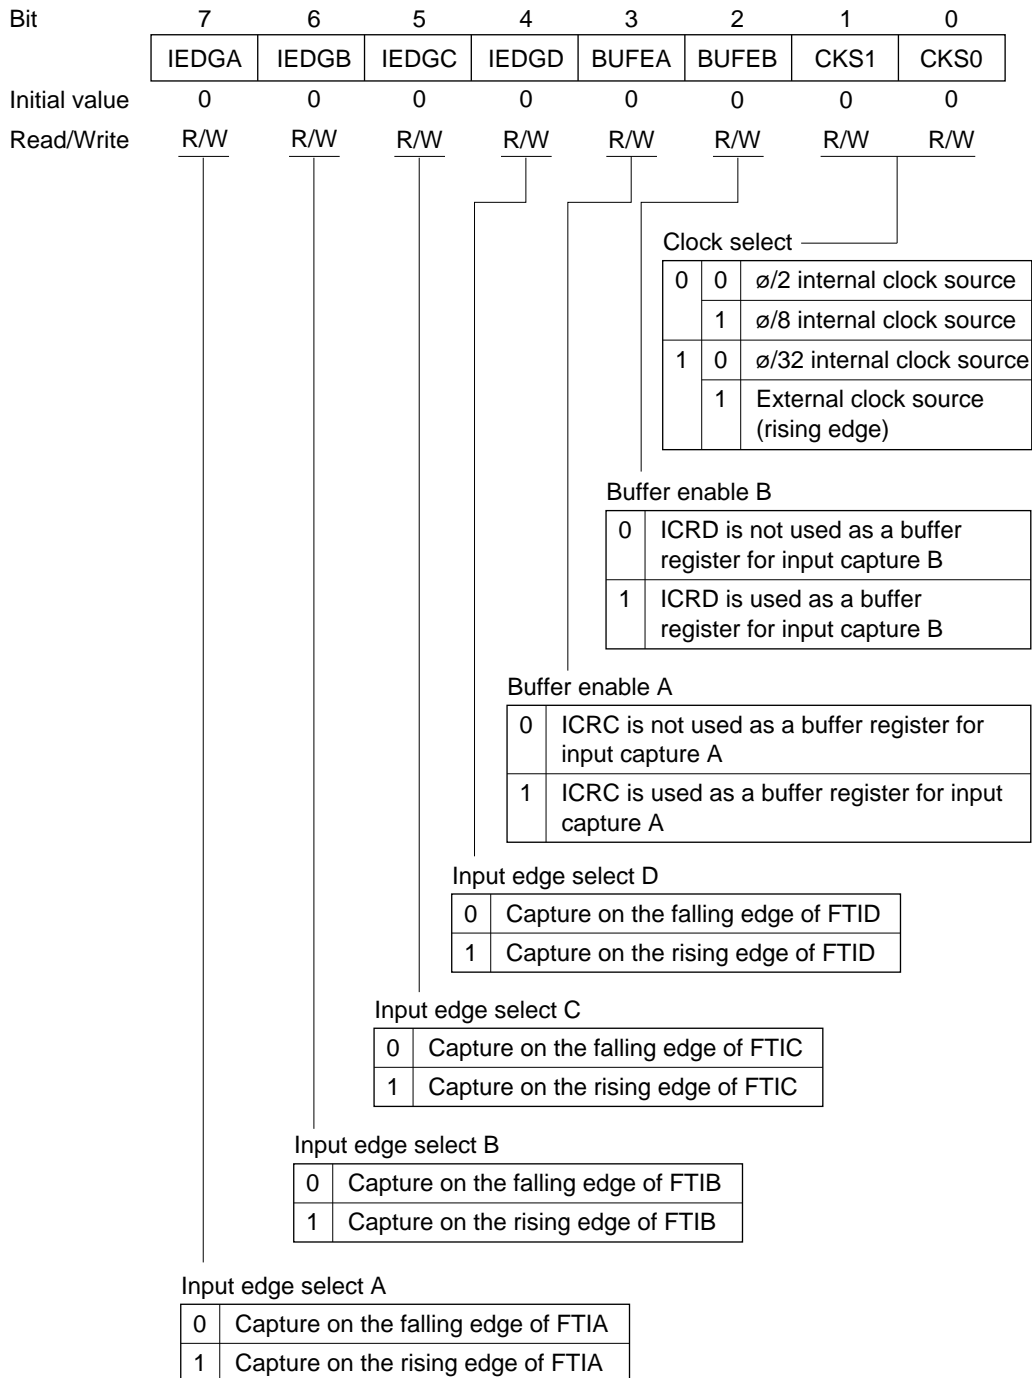 Bit 7 6 5 4 3 2 1 0
IEDGA IEDGB IEDGC IEDGD BUFEA BUFEB CKS1 CKS0
Initial value 0 0 0 0 0 0 0 0
Read/Write R/W R/W R/W R/W R/W R/W R/W R/W
Clock select
0 0 ø/2 internal clock source
1 ø/8 internal clock source
1 0 ø/32 internal clock source
1 External clock source
(rising edge)
Buffer enable B
0 ICRD is not used as a buffer
register for input capture B
1 ICRD is used as a buffer
register for input capture B
Buffer enable A
0 ICRC is not used as a buffer register for
input capture A
1 ICRC is used as a buffer register for input
capture A
Input edge select D
0 Capture on the falling edge of FTID
1 Capture on the rising edge of FTID
Input edge select C
0 Capture on the falling edge of FTIC
1 Capture on the rising edge of FTIC
Input edge select B
0 Capture on the falling edge of FTIB
1 Capture on the rising edge of FTIB
Input edge select A
0 Capture on the falling edge of FTIA
1 Capture on the rising edge of FTIA